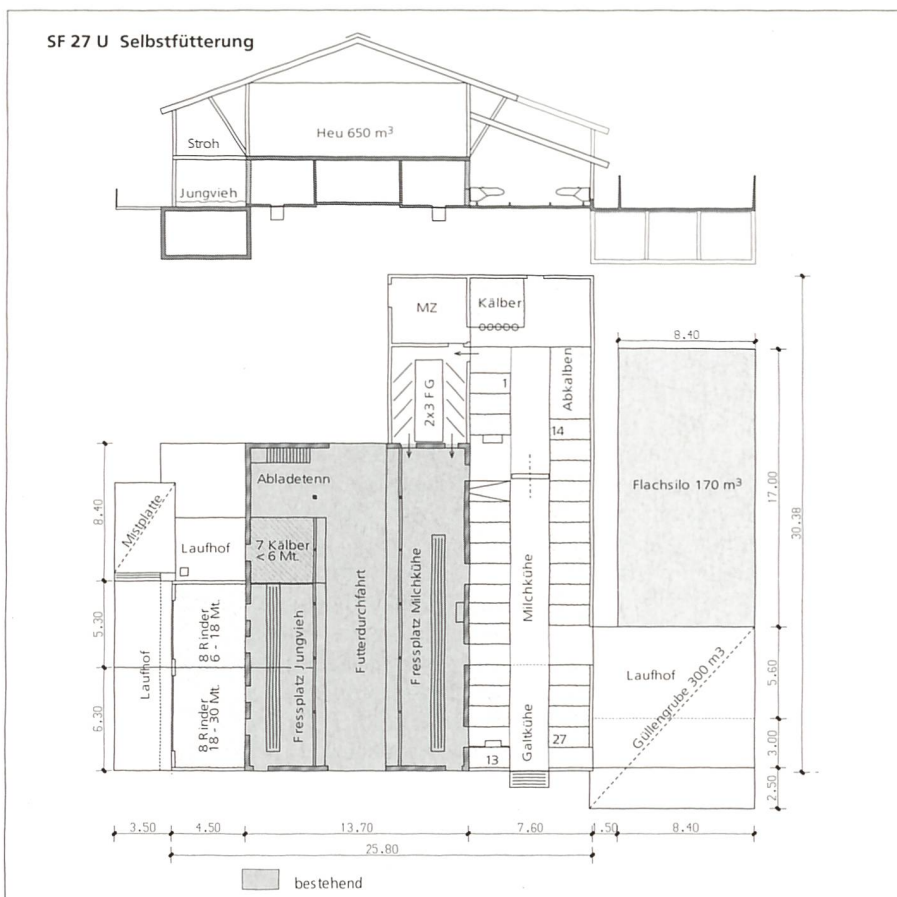 SF 27 U Selbstfütterung
Stroh
Heu 650 m³
Jungvieh
MZ
Kälber
8.40
2x3 FG
1
Abkalben
14
Abladetenn
Flachsilo 170 m³
17.00
30.38
8.40
Mistplatte
Laufhof
7 Kälber
< 6 Mt.
Futterdurchfahrt
Fressplatz Milchkühe
Milchkühe
5.30
Laufhof
8 Rinder
6 - 18 Mt.
Fressplatz Jungvieh
Laufhof
Güllengrube 300 m3
5.60
6.30
8 Rinder
18 - 30 Mt.
Galtkühe
13
27
3.00
2.50
3.50
4.50
13.70
7.60
1.50
8.40
25.80
bestehend